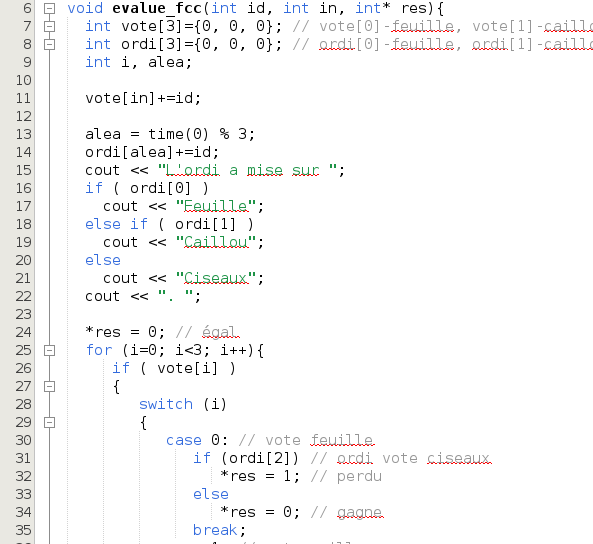 6 void evalue_fcc(int id, int in, int* res){
7 int vote[3]={0, 0, 0}; // vote[0]-feuille, vote[1]-caillo
8 int ordi[3]={0, 0, 0}; // ordi[0]-feuille, ordi[1]-caillo
9 int i, alea;
10
11 vote[in]+=id;
12
13 alea = time(0) % 3;
14 ordi[alea]+=id;
15 cout << "L'ordi a mise sur ";
16 if ( ordi[0] )
17 cout << "Feuille";
18 else if ( ordi[1] )
19 cout << "Caillou";
20 else
21 cout << "Ciseaux";
22 cout << ". ";
23
24 *res = 0; // égal
25 for (i=0; i<3; i++){
26 if ( vote[i] )
27 {
28 switch (i)
29 {
30 case 0: // vote feuille
31 if (ordi[2]) // ordi vote ciseaux
32 *res = 1; // perdu
33 else
34 *res = 0; // gagne
35 break;